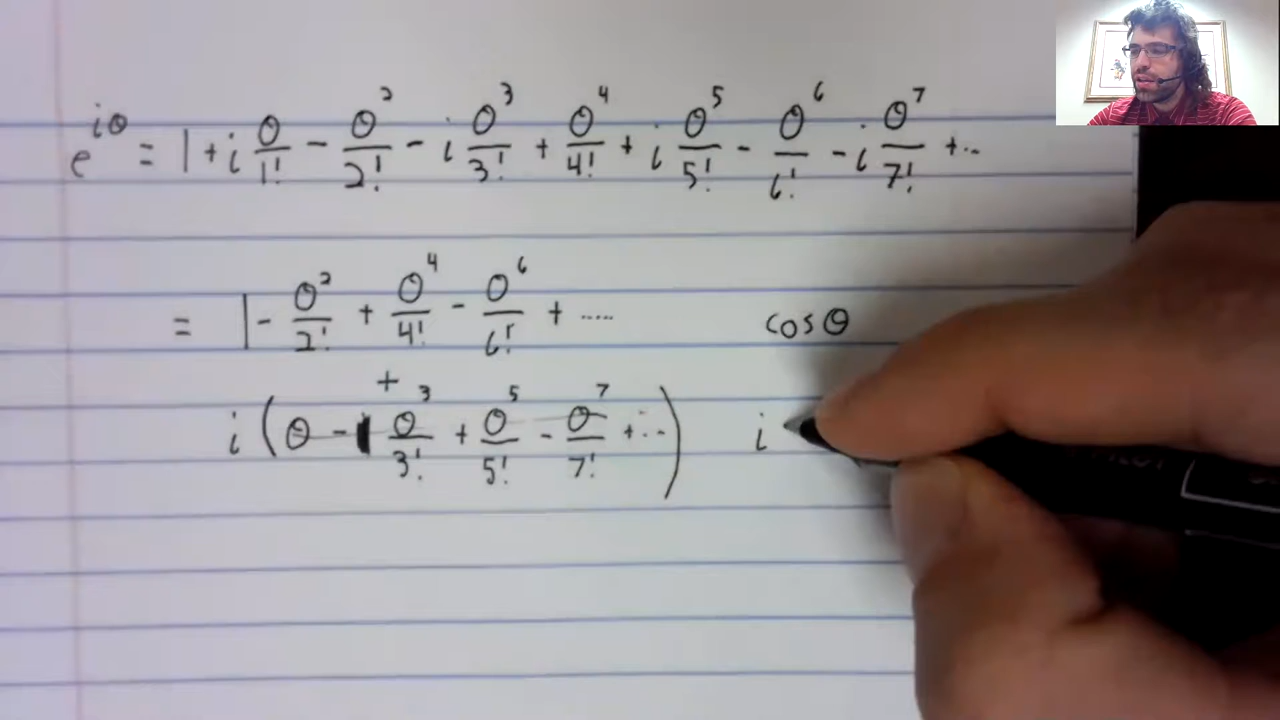 e^{iθ} = 1 + i θ/1! − θ²/2! − i θ³/3! + θ⁴/4! + i θ⁵/5! − θ⁶/6! − i θ⁷/7! + ..
= 1 − θ²/2! + θ⁴/4! − θ⁶/6! + ..... cosθ
+
i (θ − θ³/3! + θ⁵/5! − θ⁷/7! + ...) i